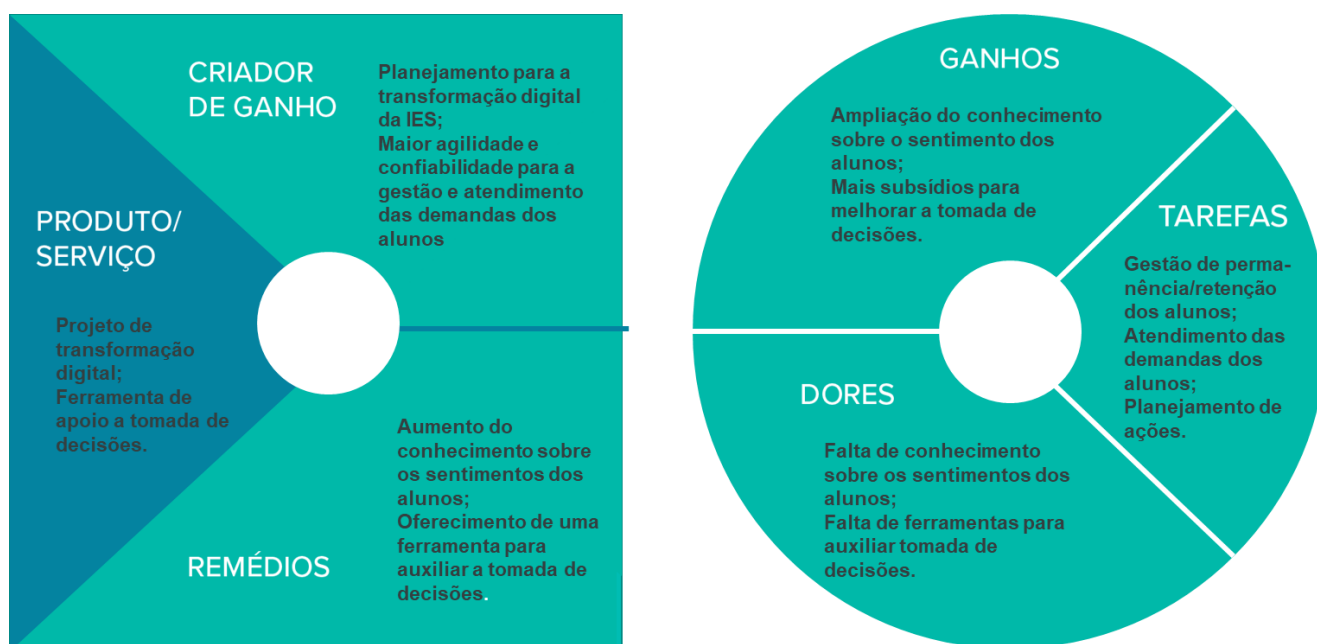 CRIADOR
DE GANHO
Planejamento para a
transformação digital
da IES;
Maior agilidade e
confiabilidade para a
gestão e atendimento
das demandas dos
alunos
PRODUTO/
SERVIÇO
Projeto de
transformação
digital;
Ferramenta de
apoio a tomada de
decisões.
REMÉDIOS
Aumento do
conhecimento sobre
os sentimentos dos
alunos;
Oferecimento de uma
ferramenta para
auxiliar a tomada de
decisões.
GANHOS
Ampliação do conhecimento
sobre o sentimento dos
alunos;
Mais subsídios para
melhorar a tomada de
decisões.
TAREFAS
Gestão de perma-
nência/retenção
dos alunos;
Atendimento das
demandas dos
alunos;
Planejamento de
ações.
DORES
Falta de conhecimento
sobre os sentimentos dos
alunos;
Falta de ferramentas para
auxiliar tomada de
decisões.